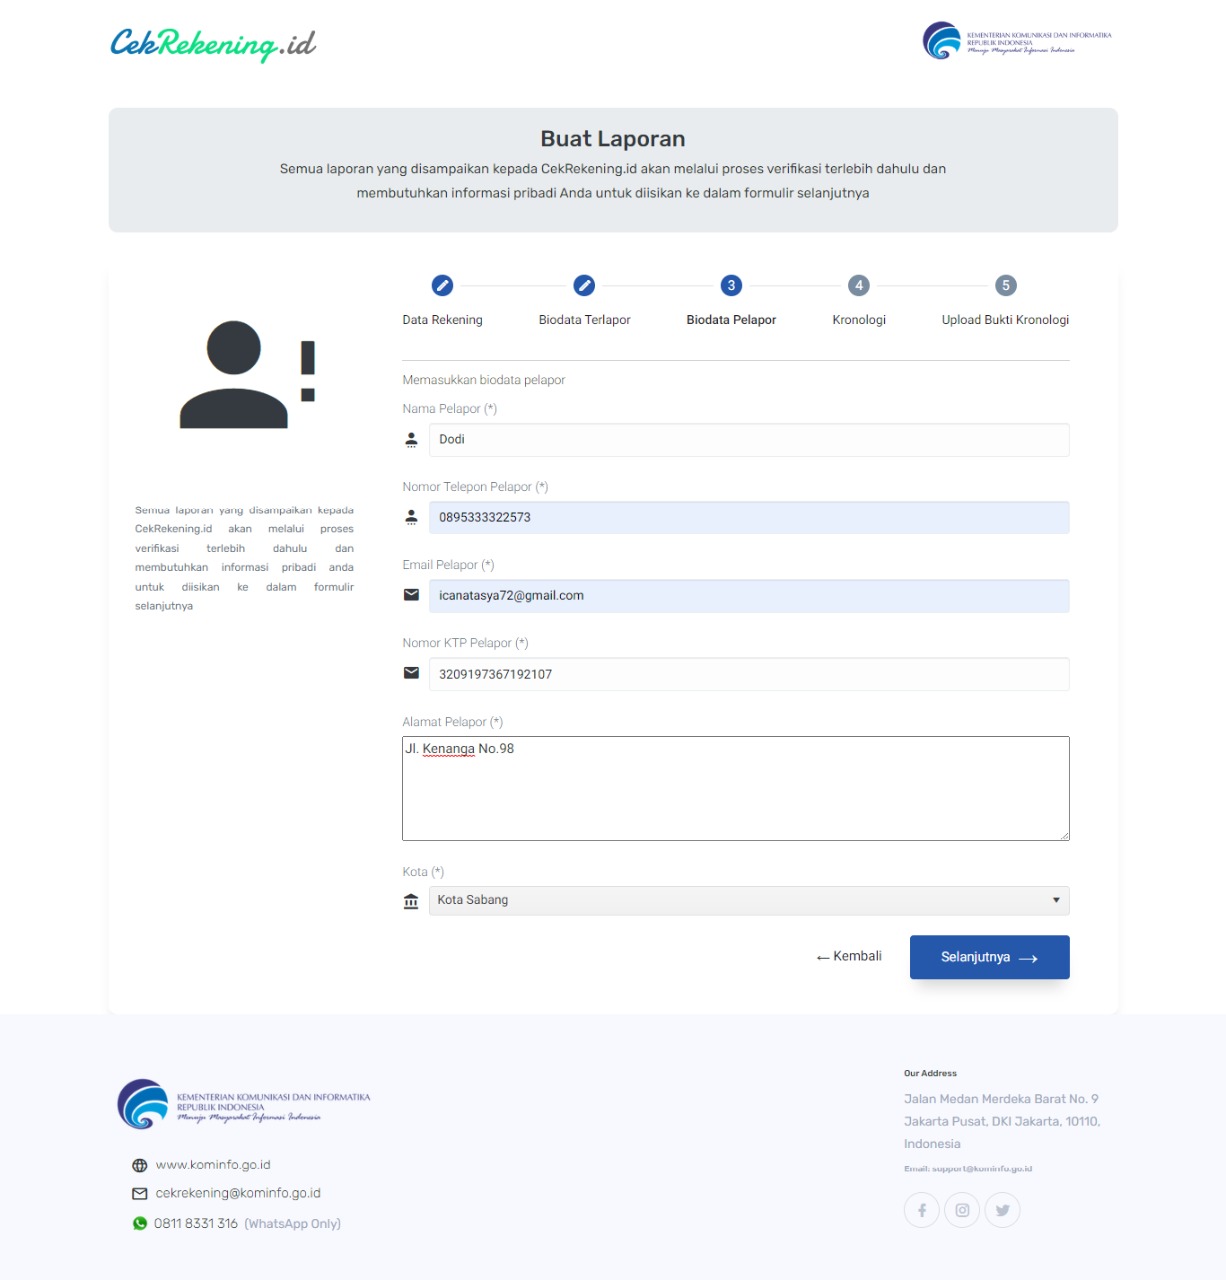 CekRekening.id
KEMENTERIAN KOMUNIKASI DAN INFORMATIKA
REPUBLIK INDONESIA
Menuju Masyarakat Informasi Indonesia
Buat Laporan
Semua laporan yang disampaikan kepada CekRekening.id akan melalui proses verifikasi terlebih dahulu dan
membutuhkan informasi pribadi Anda untuk diisikan ke dalam formulir selanjutnya
3 4 5
Data Rekening Biodata Terlapor Biodata Pelapor Kronologi Upload Bukti Kronologi
Semua laporan yang disampaikan kepada
CekRekening.id akan melalui proses
verifikasi terlebih dahulu dan
membutuhkan informasi pribadi anda
untuk diisikan ke dalam formulir
selanjutnya
Memasukkan biodata pelapor
Nama Pelapor (*)
Dodi
Nomor Telepon Pelapor (*)
0895333322573
Email Pelapor (*)
icanatasya72@gmail.com
Nomor KTP Pelapor (*)
3209197367192107
Alamat Pelapor (*)
Jl. Kenanga No.98
Kota (*)
Kota Sabang
← Kembali Selanjutnya →
KEMENTERIAN KOMUNIKASI DAN INFORMATIKA
REPUBLIK INDONESIA
Menuju Masyarakat Informasi Indonesia
www.kominfo.go.id
cekrekening@kominfo.go.id
0811 8331 316 (WhatsApp Only)
Our Address
Jalan Medan Merdeka Barat No. 9
Jakarta Pusat, DKI Jakarta, 10110,
Indonesia
Email: support@kominfo.go.id